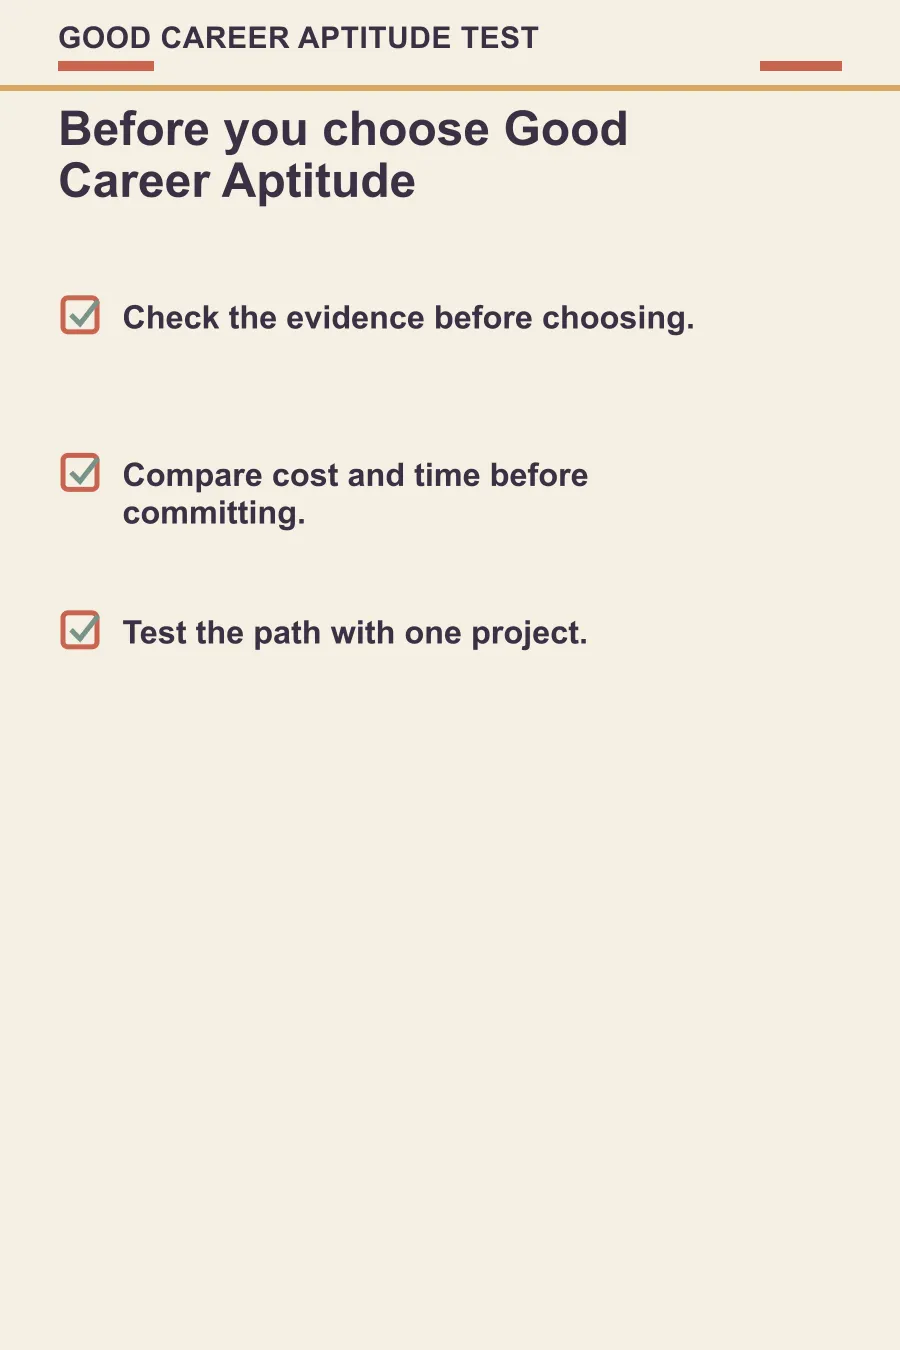 GOOD CAREER APTITUDE TEST
Before you choose Good
Career Aptitude
Check the evidence before choosing.
Compare cost and time before
committing.
Test the path with one project.